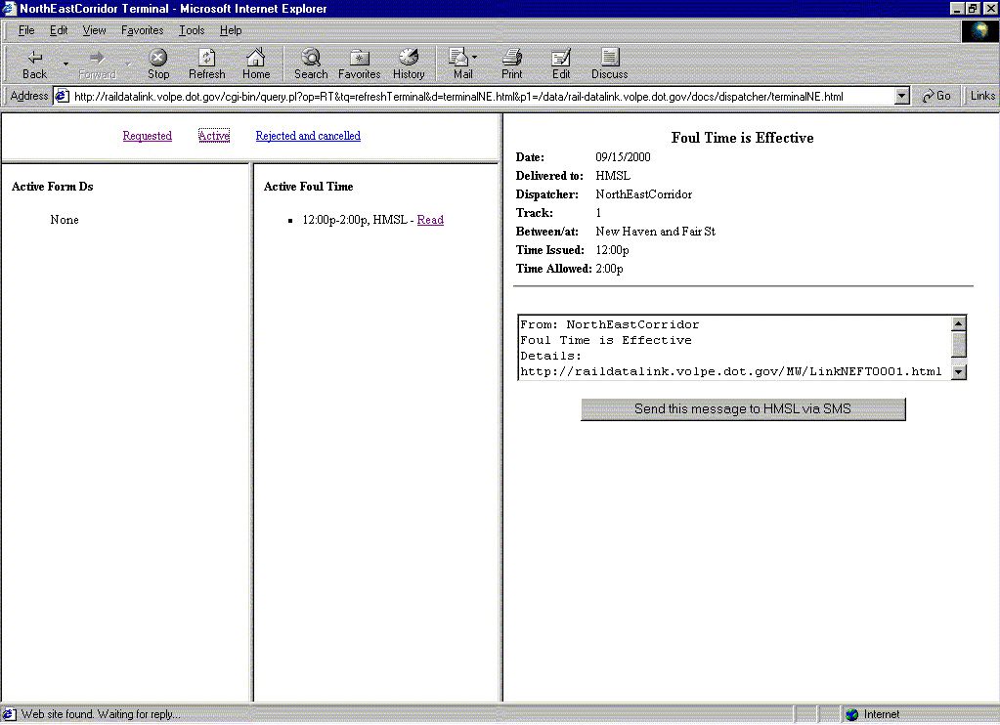 NorthEastCorridor Terminal - Microsoft Internet Explorer
File Edit View Favorites Tools Help
Back Forward Stop Refresh Home Search Favorites History Mail Print Edit Discuss
Address http://raildatalink.volpe.dot.gov/cgi-bin/query.pl?op=RT&tq=refreshTerminal&d=terminalNE.html&p1=/data/rail-datalink.volpe.dot.gov/docs/dispatcher/terminalNE.html Go Links
Requested Active Rejected and cancelled
Active Form Ds
None
Active Foul Time
12:00p-2:00p, HMSL - Read
Foul Time is Effective
Date: 09/15/2000
Delivered to: HMSL
Dispatcher: NorthEastCorridor
Track: 1
Between/at: New Haven and Fair St
Time Issued: 12:00p
Time Allowed: 2:00p
From: NorthEastCorridor
Foul Time is Effective
Details:
http://raildatalink.volpe.dot.gov/MW/LinkNEFT0001.html
Send this message to HMSL via SMS
Web site found. Waiting for reply... Internet